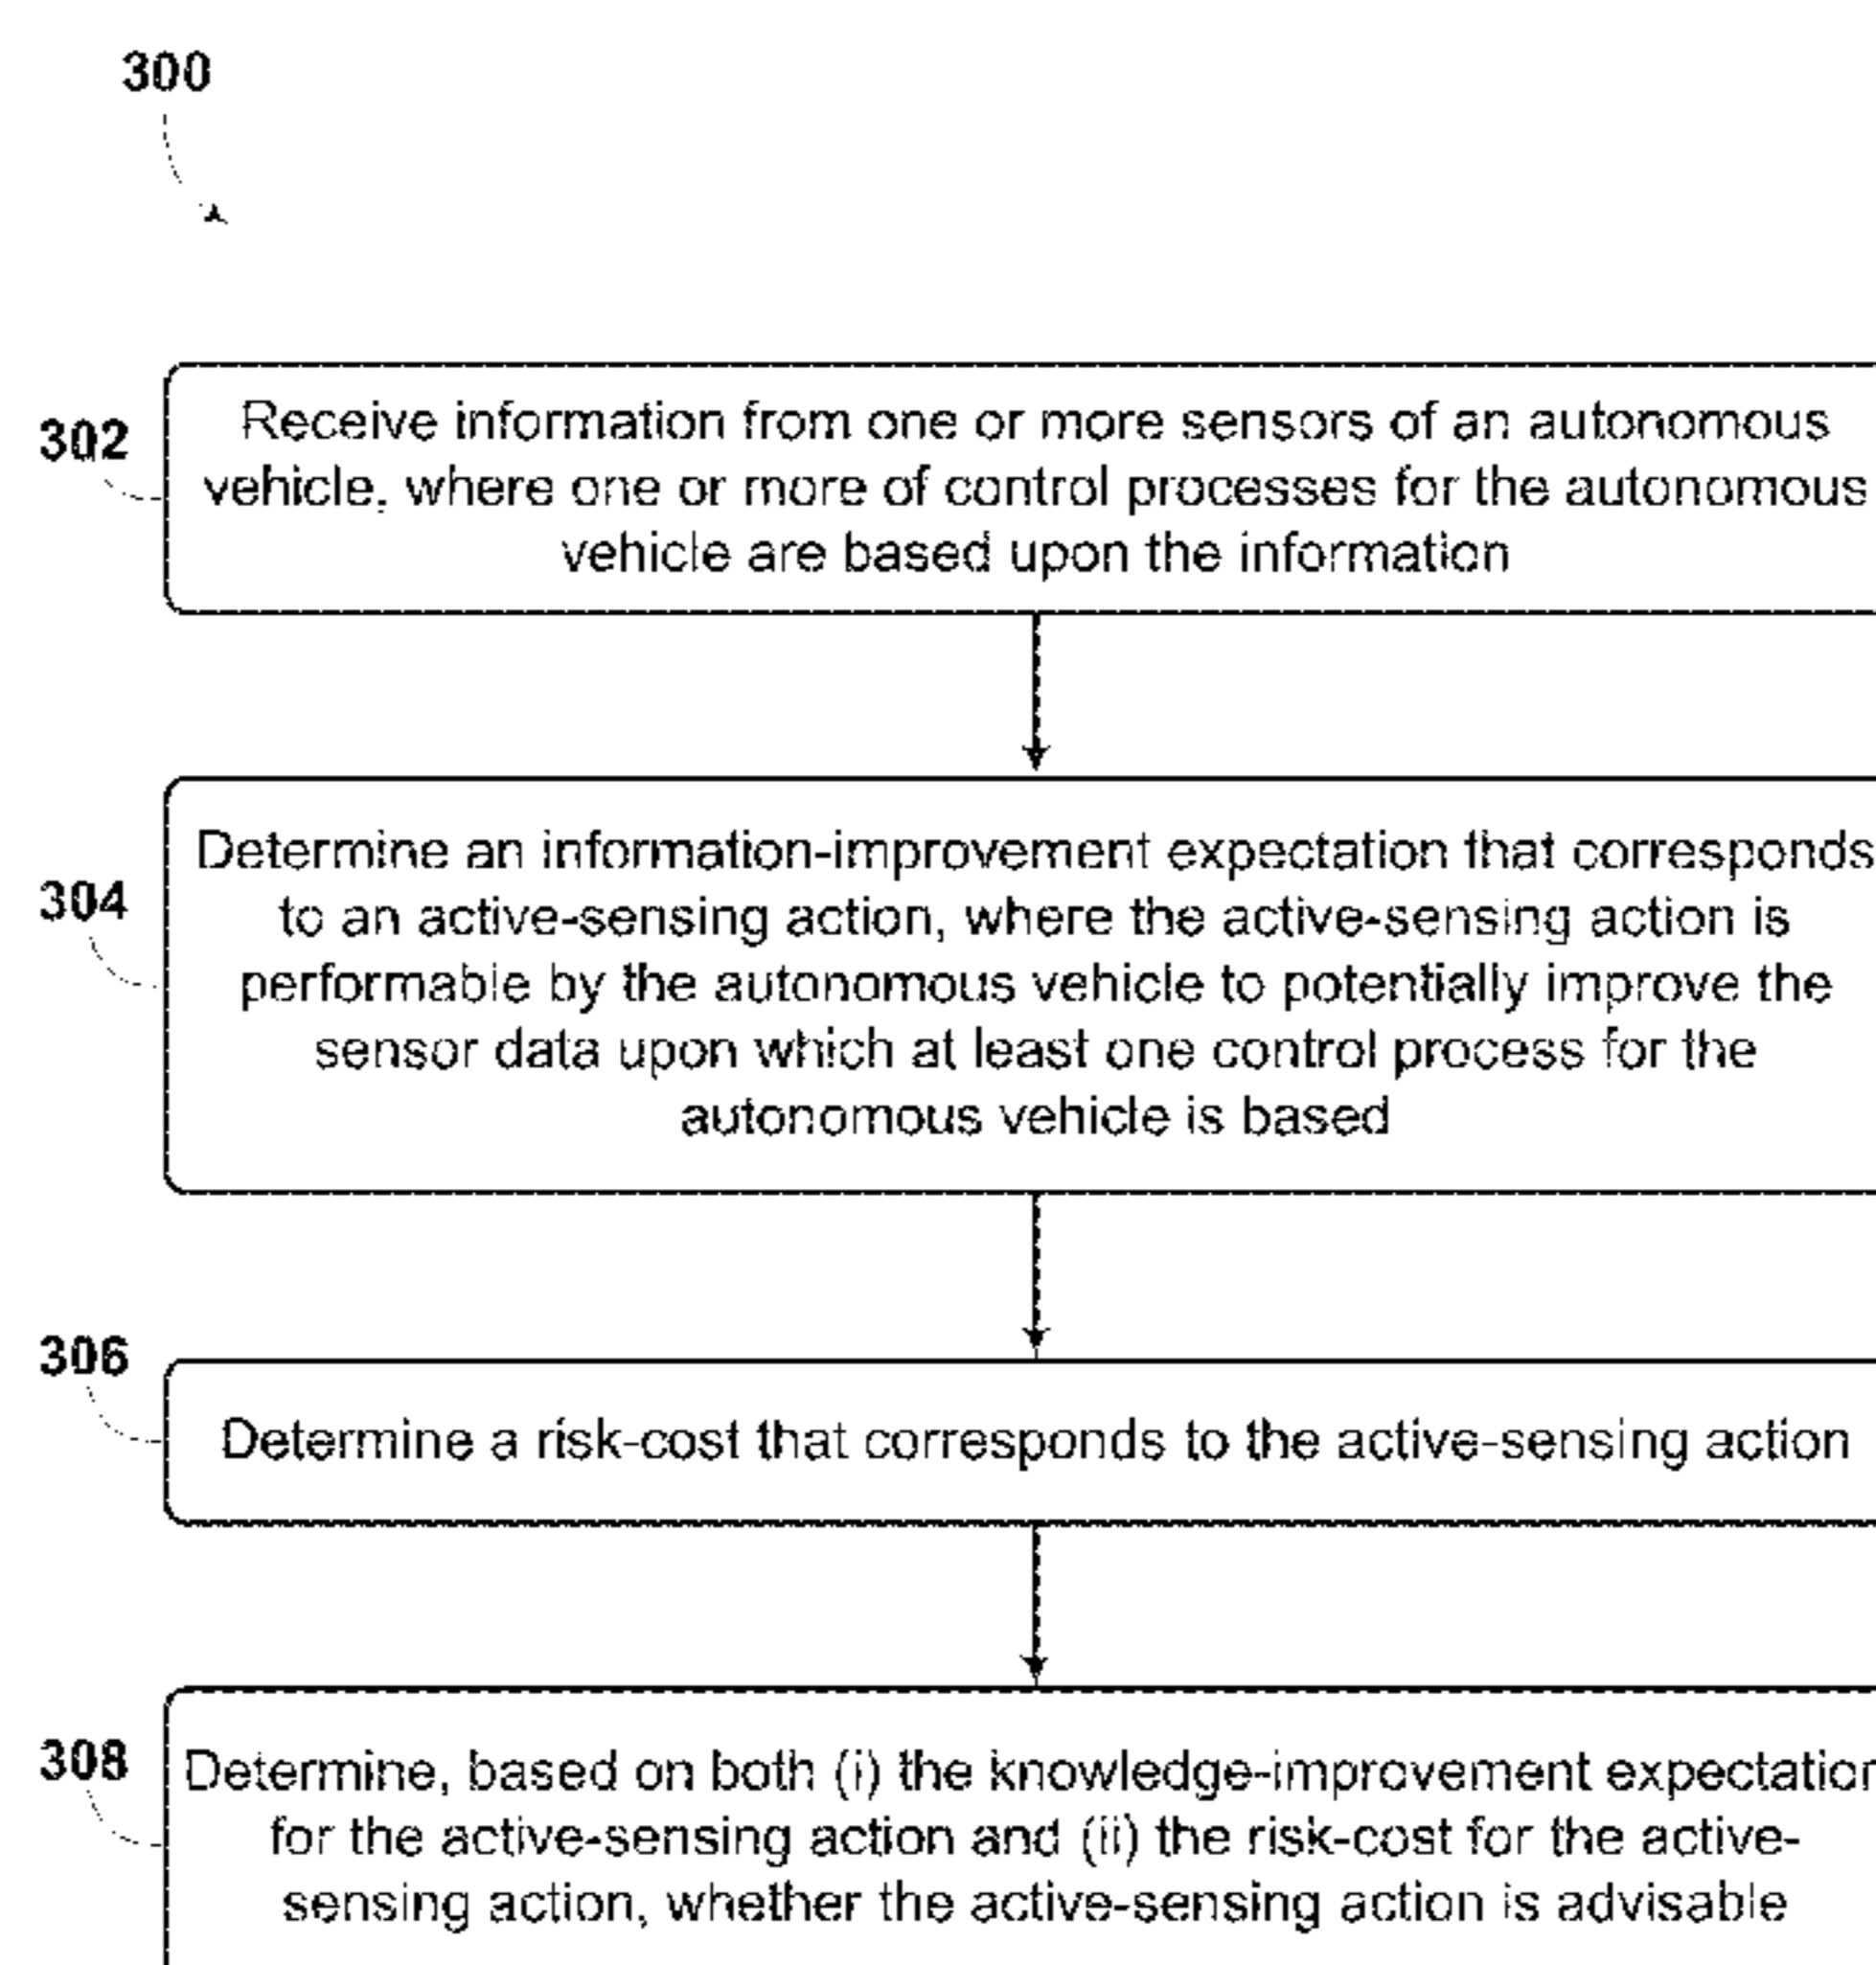 300
302
Receive information from one or more sensors of an autonomous
vehicle, where one or more of control processes for the autonomous
vehicle are based upon the information
304
Determine an information-improvement expectation that corresponds
to an active-sensing action, where the active-sensing action is
performable by the autonomous vehicle to potentially improve the
sensor data upon which at least one control process for the
autonomous vehicle is based
306
Determine a risk-cost that corresponds to the active-sensing action
308
Determine, based on both (i) the knowledge-improvement expectation
for the active-sensing action and (ii) the risk-cost for the active-
sensing action, whether the active-sensing action is advisable